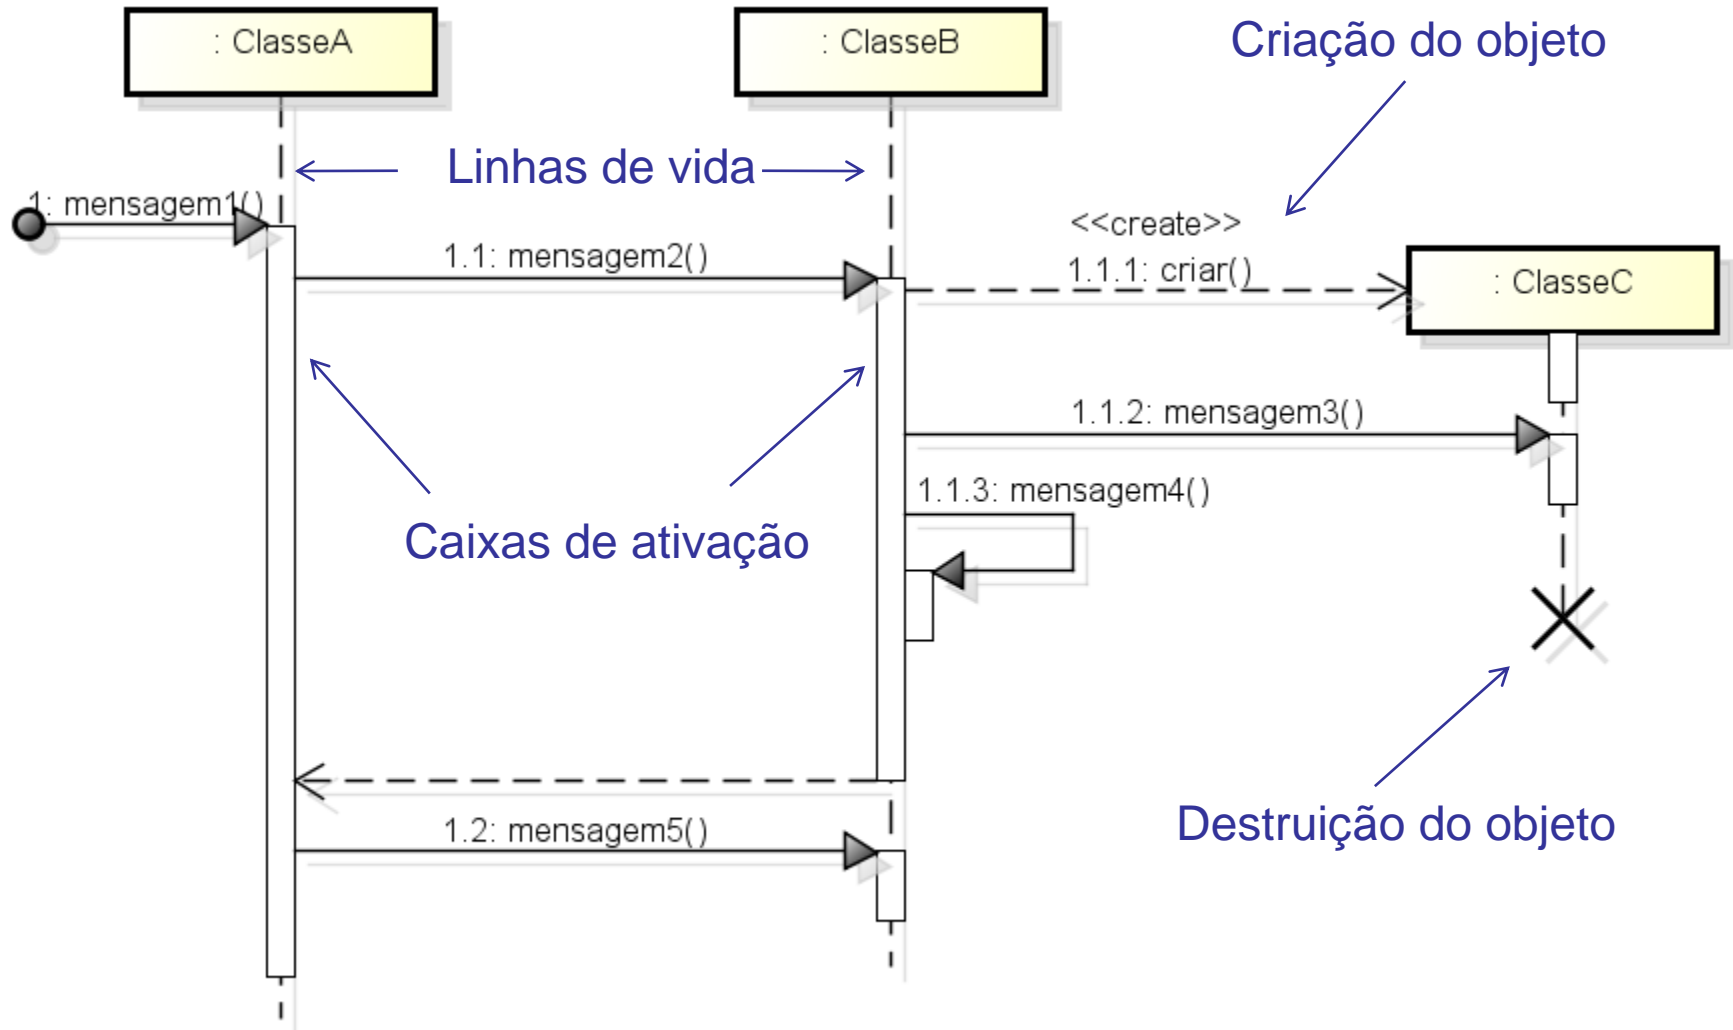 : ClasseA
: ClasseB
Criação do objeto
Linhas de vida
1: mensagem1()
<<create>>
1.1: mensagem2()
1.1.1: criar()
: ClasseC
1.1.2: mensagem3()
1.1.3: mensagem4()
Caixas de ativação
1.2: mensagem5()
Destruição do objeto